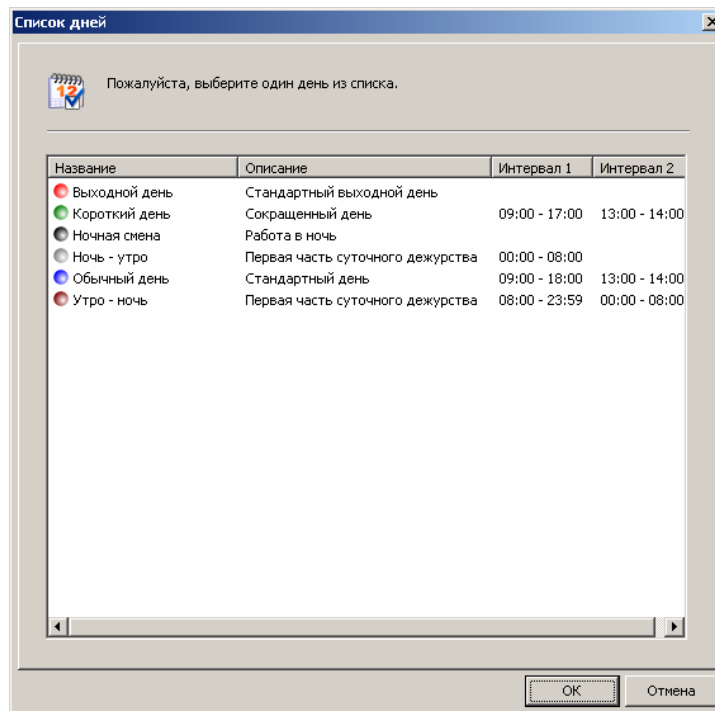 Список дней
12
Пожалуйста, выберите один день из списка.
Название Описание Интервал 1 Интервал 2
Выходной день Стандартный выходной день
Короткий день Сокращенный день 09:00 - 17:00 13:00 - 14:00
Ночная смена Работа в ночь
Ночь - утро Первая часть суточного дежурства 00:00 - 08:00
Обычный день Стандартный день 09:00 - 18:00 13:00 - 14:00
Утро - ночь Первая часть суточного дежурства 08:00 - 23:59 00:00 - 08:00
ОК Отмена